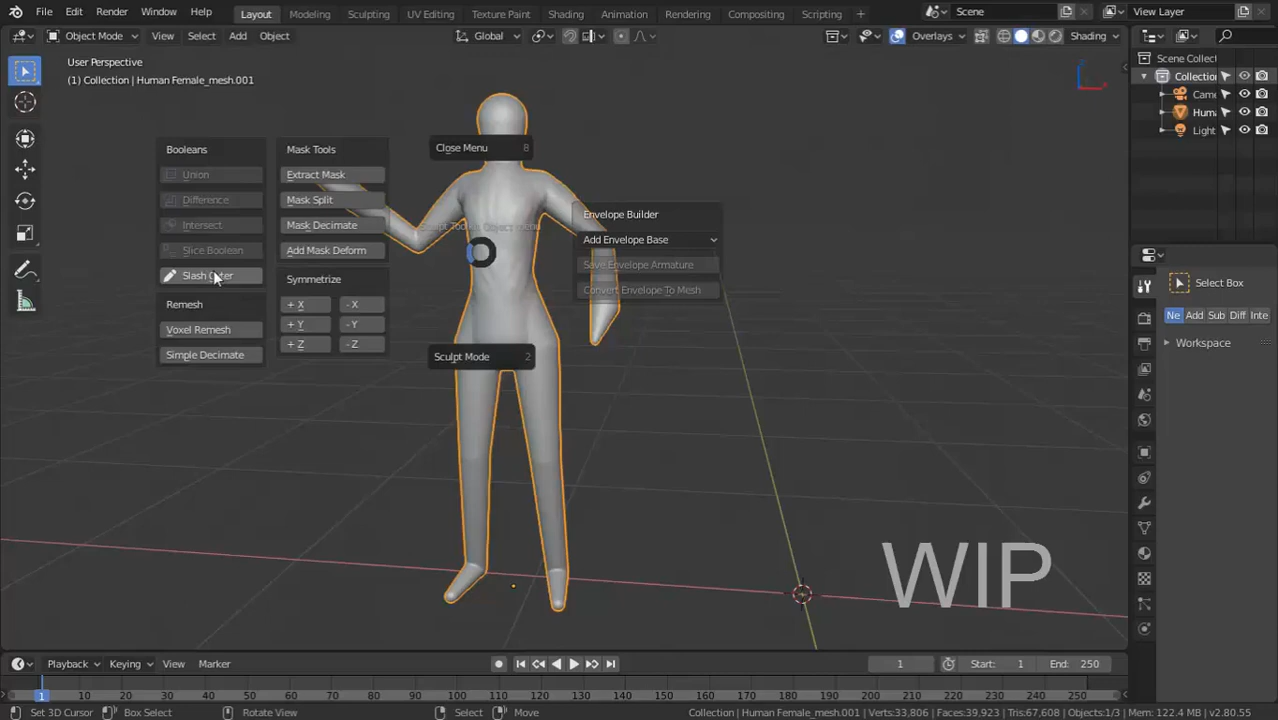 File Edit Render Window Help
Layout Modeling Sculpting UV Editing Texture Paint Shading Animation Rendering Compositing Scripting +
Scene
View Layer
Object Mode View Select Add Object
Global
Overlays
Shading
User Perspective
(1) Collection | Human Female_mesh.001
Booleans
Union
Difference
Intersect
Slice Boolean
Remesh
Voxel Remesh
Simple Decimate
Mask Tools
Extract Mask
Mask Split
Mask Decimate
Add Mask Deform
Symmetrize
+ X - X
+ Y - Y
+ Z - Z
Close Menu 8
Sculpt Mode 2
Envelope Builder
Add Envelope Base
Save Envelope Armature
Convert Envelope To Mesh
WIP
Scene Collect
Collection
Came
Huma
Light
Select Box
Ne Add Sub Diff Inte
Workspace
Playback Keying View Marker
1
Start: 1
End: 250
1 10 20 30 40 50 60 70 80 90 100 110 120 130 140 150 160 170 180 190 200 210 220 230 240 250
Set 3D Cursor Box Select Rotate View Select Move
Collection | Human Female_mesh.001 | Verts:33,806 | Faces:39,923 | Tris:67,608 | Objects:1/3 | Mem: 122.4 MB | v2.80.55